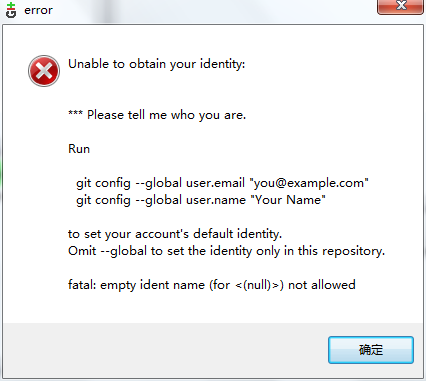 error
Unable to obtain your identity:
*** Please tell me who you are.
Run
git config --global user.email "you@example.com"
git config --global user.name "Your Name"
to set your account's default identity.
Omit --global to set the identity only in this repository.
fatal: empty ident name (for <(null)>) not allowed
确定